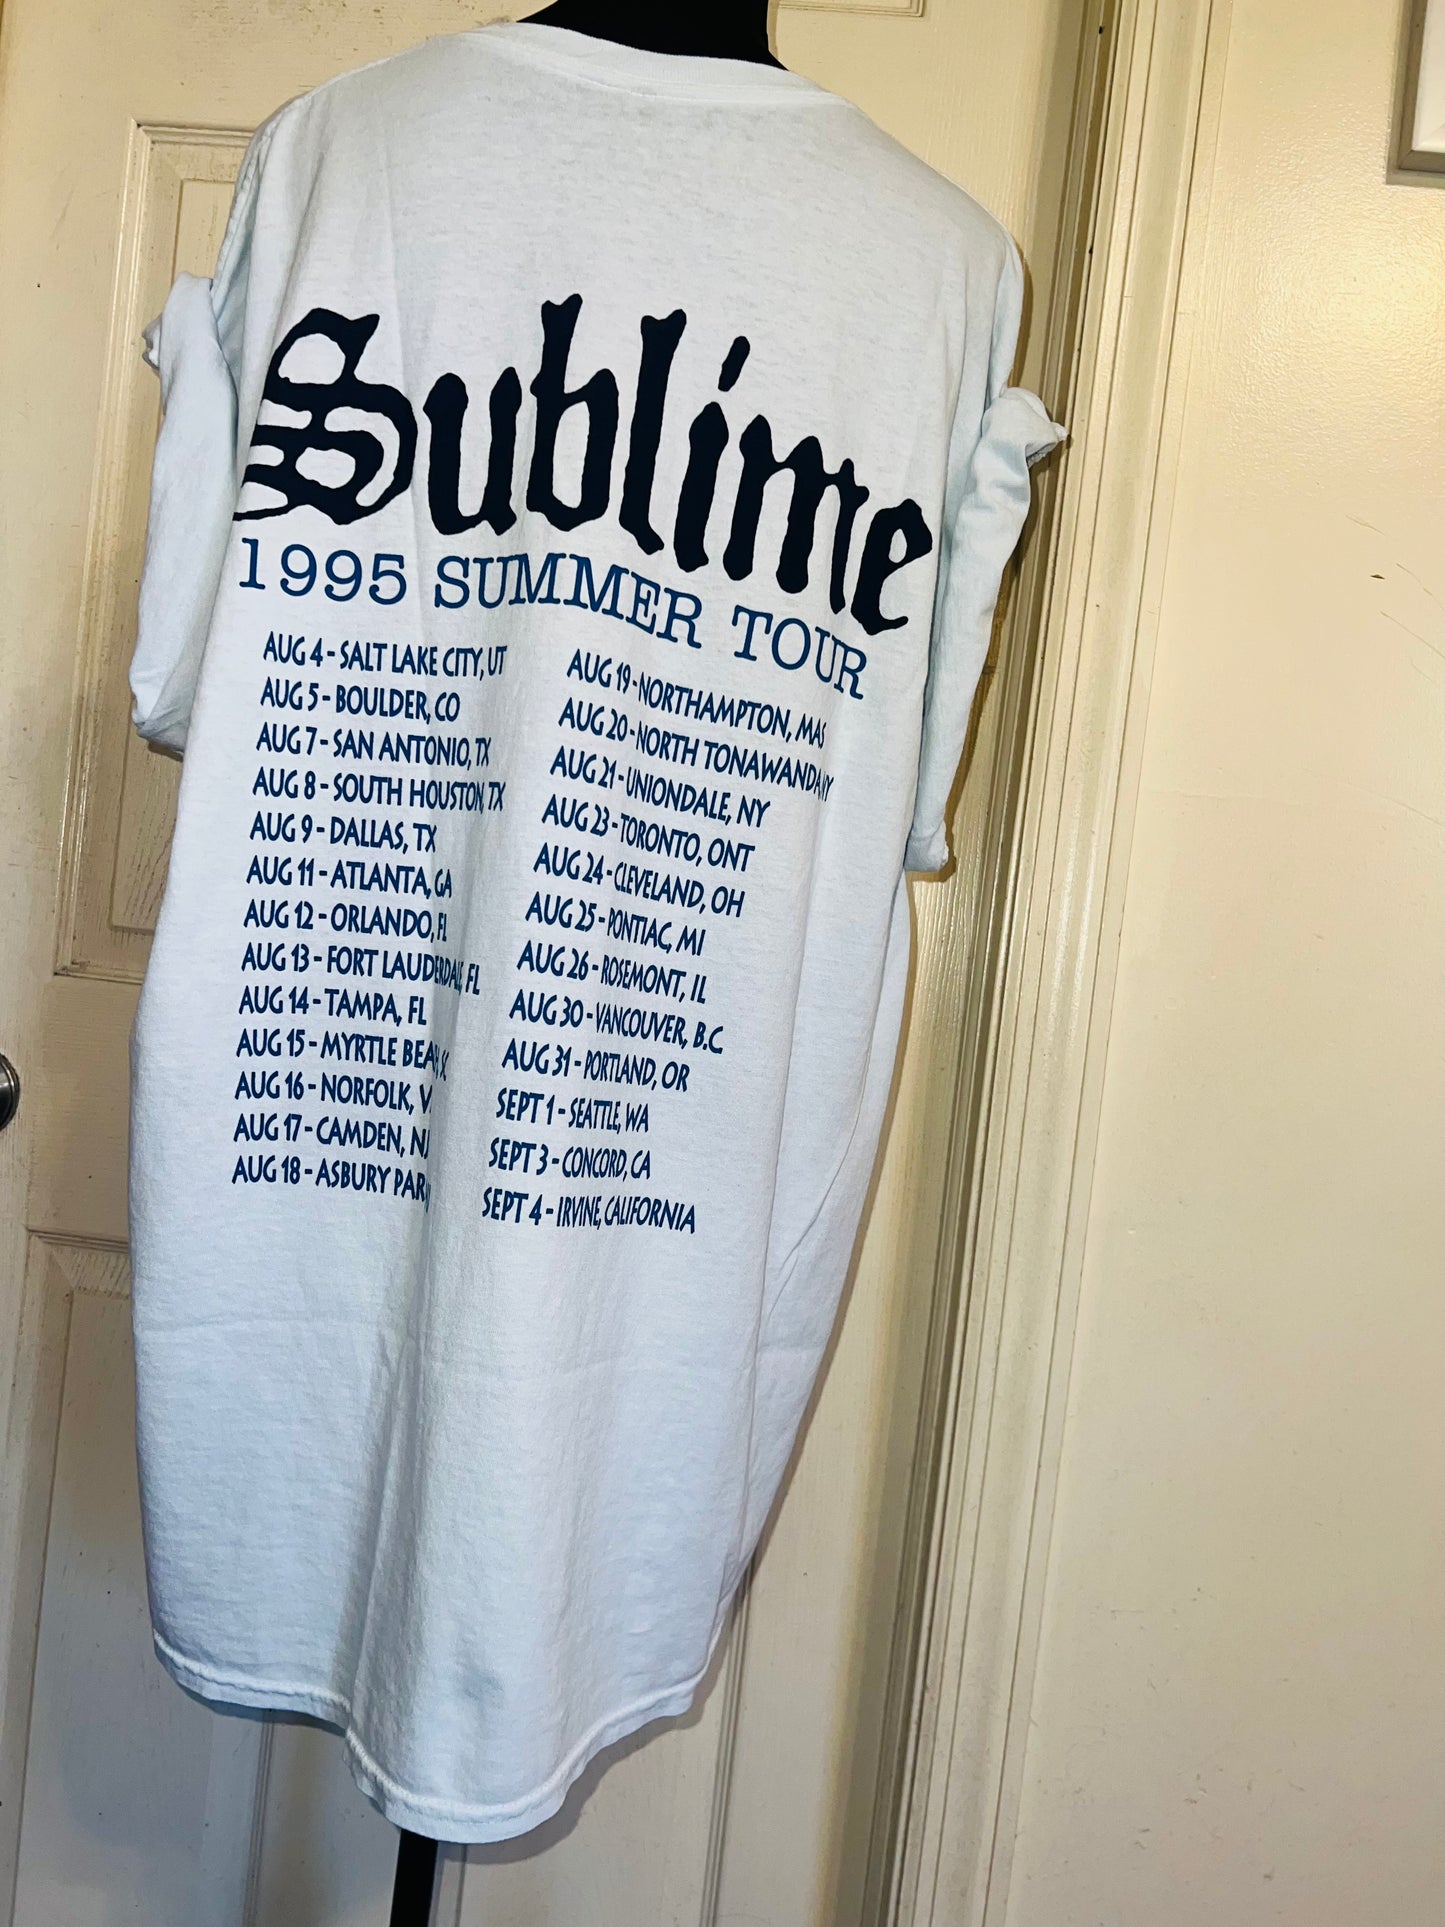 Sublime
1995 SUMMER TOUR
AUG 4 - SALT LAKE CITY, UT
AUG 5 - BOULDER, CO
AUG 7 - SAN ANTONIO, TX
AUG 8 - SOUTH HOUSTON, TX
AUG 9 - DALLAS, TX
AUG 11 - ATLANTA, GA
AUG 12 - ORLANDO, FL
AUG 13 - FORT LAUDERDALE, FL
AUG 14 - TAMPA, FL
AUG 15 - MYRTLE
AUG 16 - NORFOLK,
AUG 17 - CAMDEN, NJ
AUG 18 - ASBURY
AUG 19 - NORTHAMPTON, MAS
AUG 20 - NORTH TONAWANDA, NY
AUG 21 - UNIONDALE, NY
AUG 23 - TORONTO, ONT
AUG 24 - CLEVELAND, OH
AUG 25 - PONTIAC, MI
AUG 26 - ROSEMONT, IL
AUG 30 - VANCOUVER, B.C.
AUG 31 - PORTLAND, OR
SEPT 1 - SEATTLE, WA
SEPT 3 - CONCORD, CA
SEPT 4 - IRVINE, CALIFORNIA